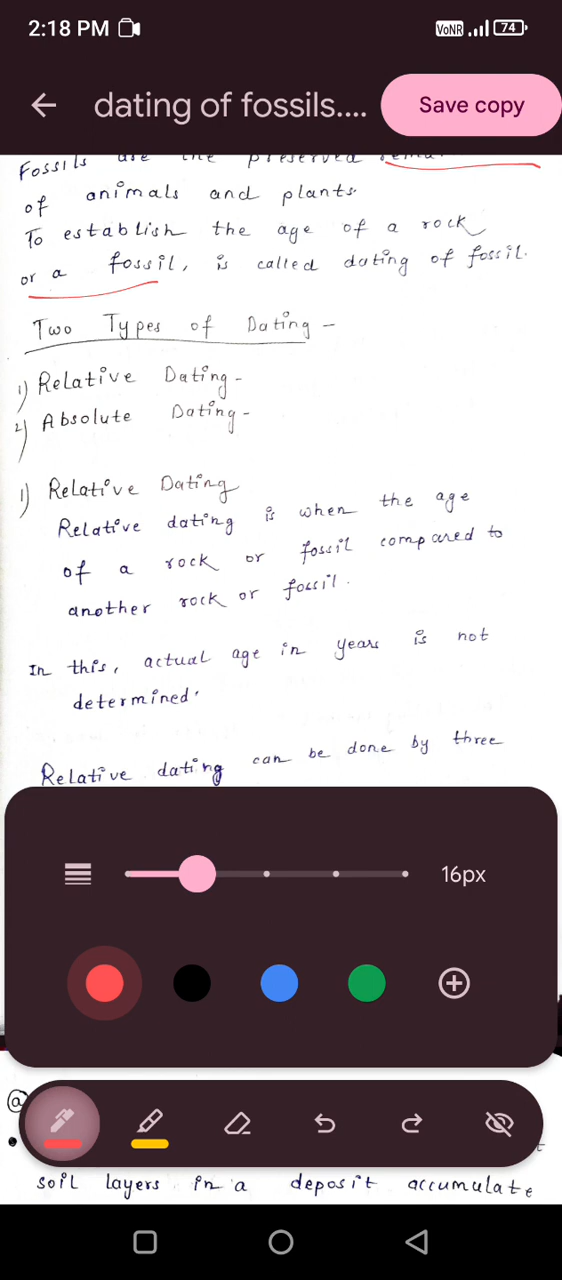 2:18 PM
VoNR 74
dating of fossils....
Save copy
Fossils are the preserved
of animals and plants.
To establish the age of a rock
or a fossil, is called dating of fossil.
Two Types of Dating -
1) Relative Dating -
2) Absolute Dating -
1) Relative Dating
Relative dating is when the age
of a rock or fossil compared to
another rock or fossil.
In this, actual age in years is not
determined.
Relative dating can be done by three
16px
a
soil layers in a deposit accumulate